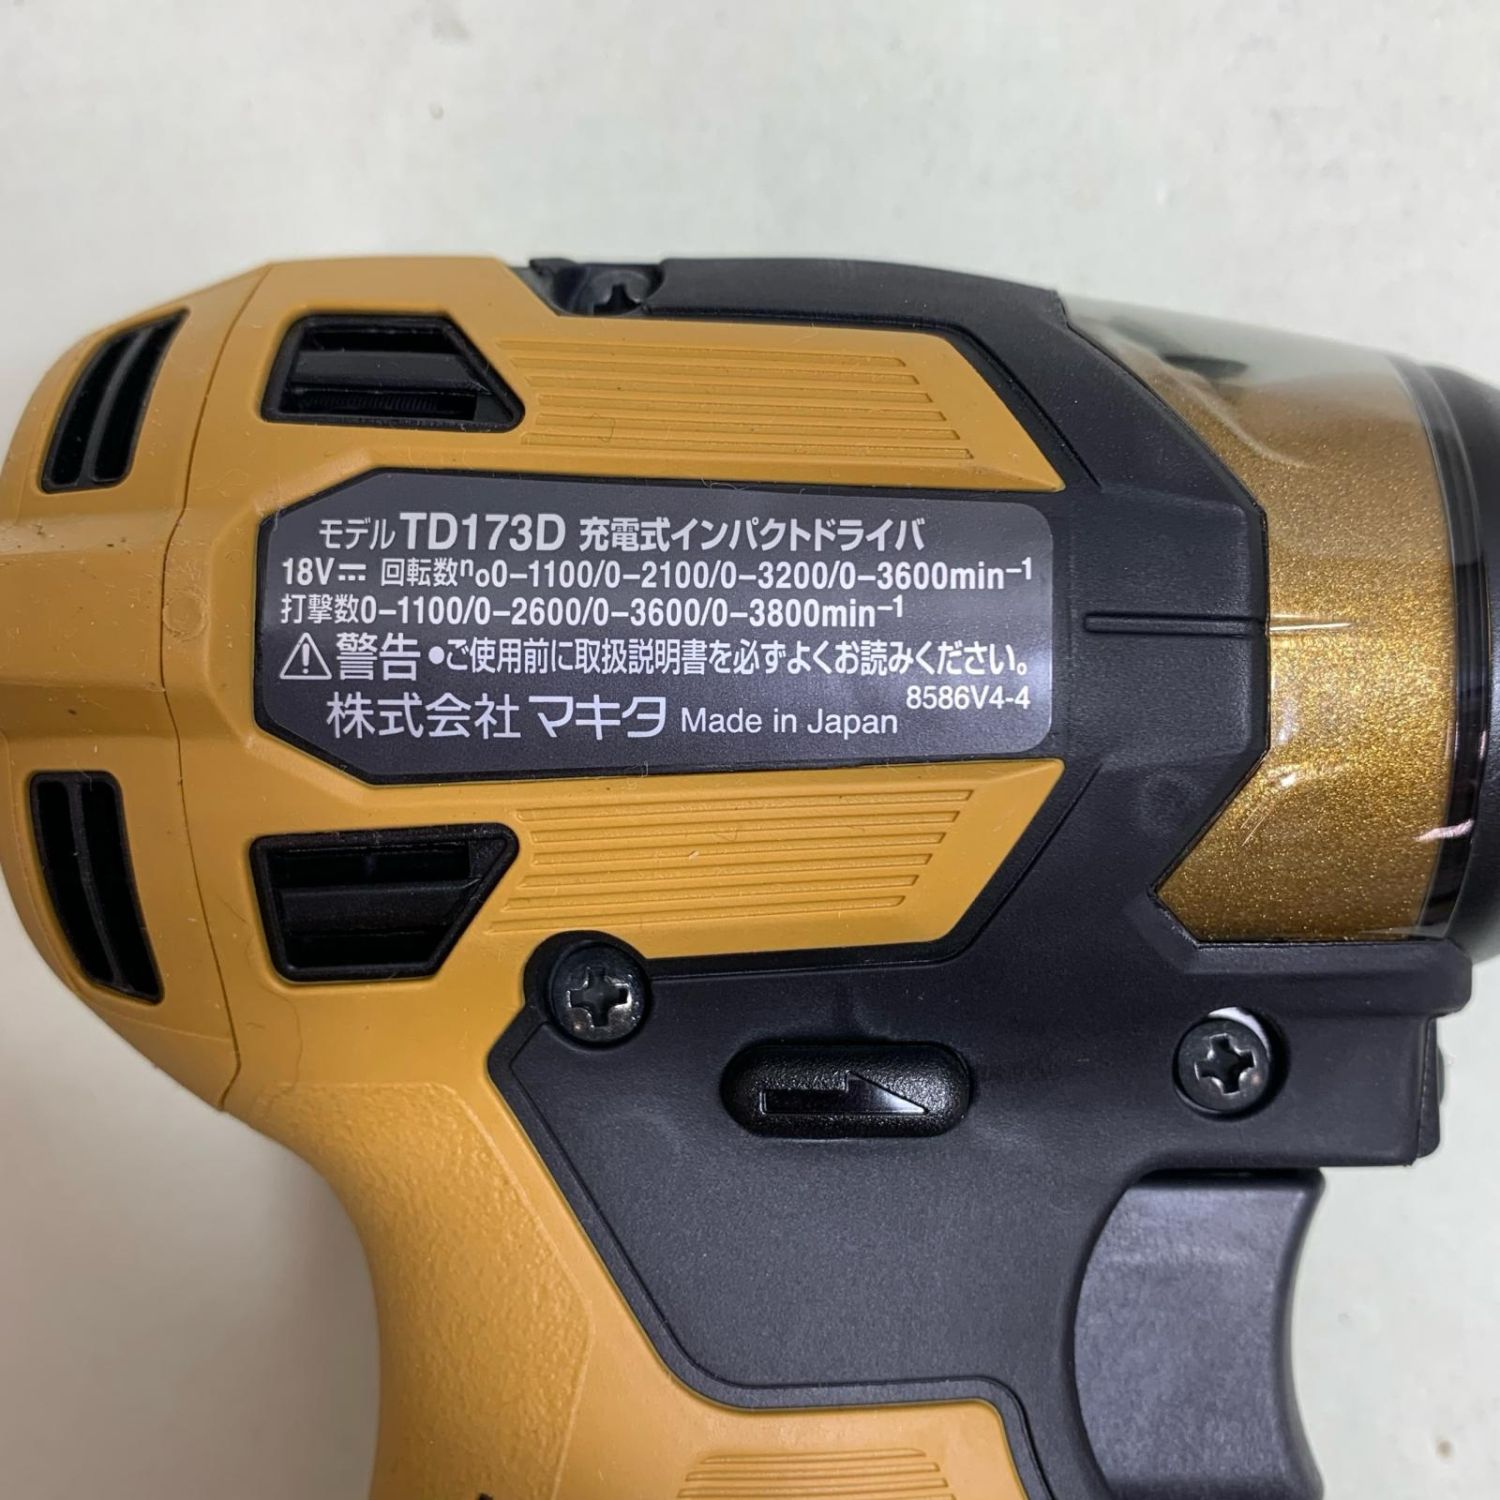 モデル TD173D 充電式インパクトドライバ
18V⎓ 回転数n₀0-1100/0-2100/0-3200/0-3600min⁻¹
打撃数0-1100/0-2600/0-3600/0-3800min⁻¹
⚠警告 ●ご使用前に取扱説明書を必ずよくお読みください。
8586V4-4
株式会社 マキタ Made in Japan